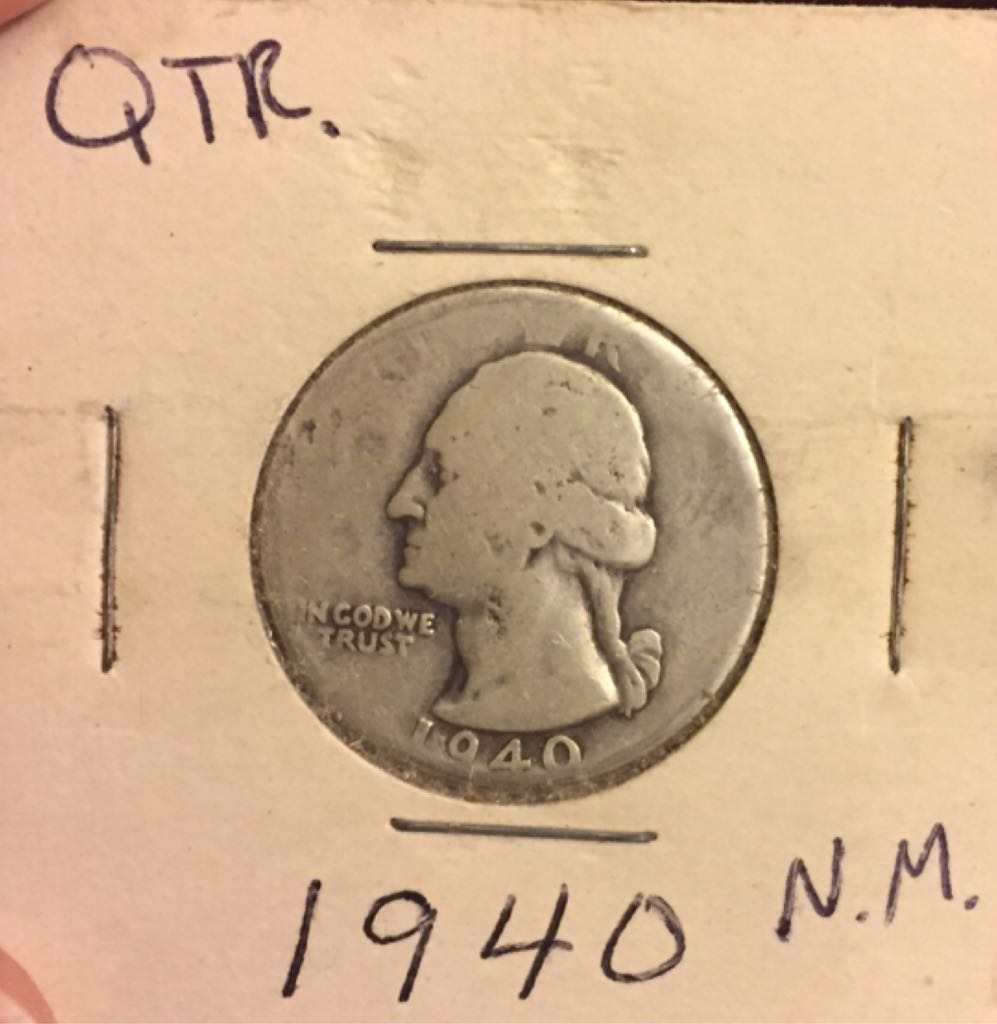 QTR.
IN GOD WE
TRUST
1940
1940 N.M.